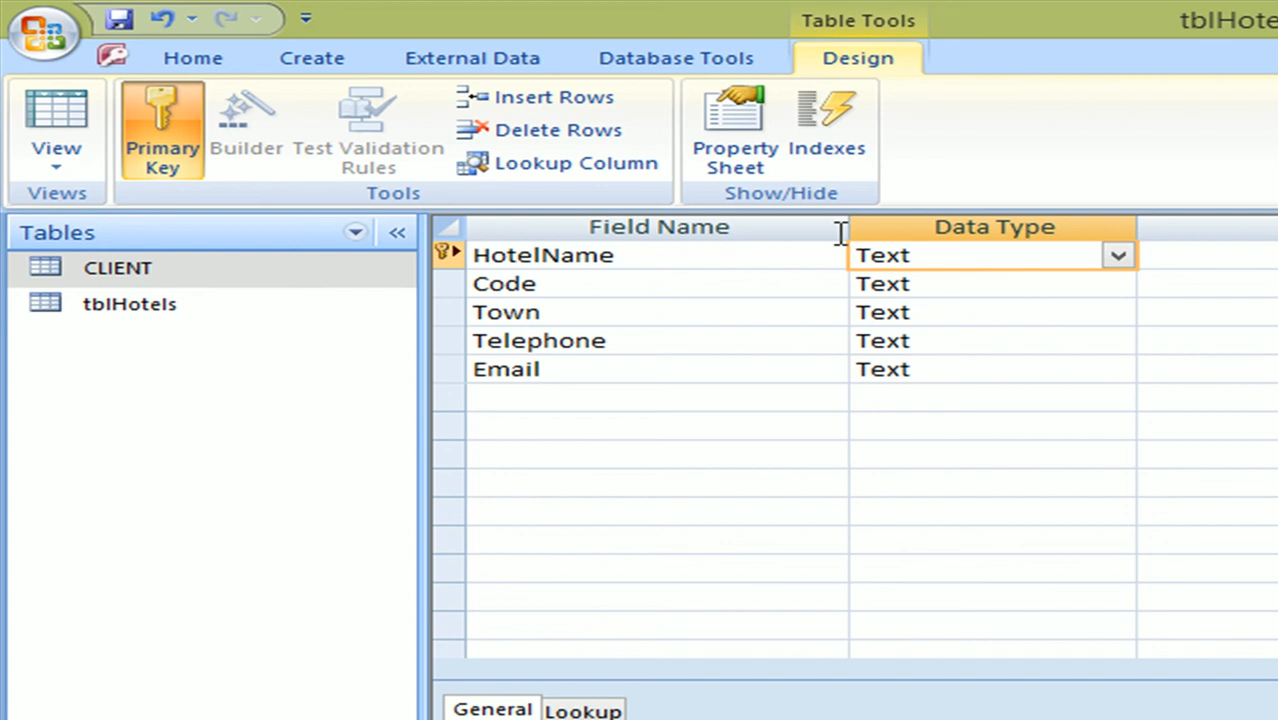 Table Tools
tblHote
Home Create External Data Database Tools Design
View
Primary Key
Builder
Test Validation Rules
Insert Rows
Delete Rows
Lookup Column
Property Sheet
Indexes
Views
Tools
Show/Hide
Tables
CLIENT
tblHotels
Field Name Data Type
HotelName Text
Code Text
Town Text
Telephone Text
Email Text
General Lookup